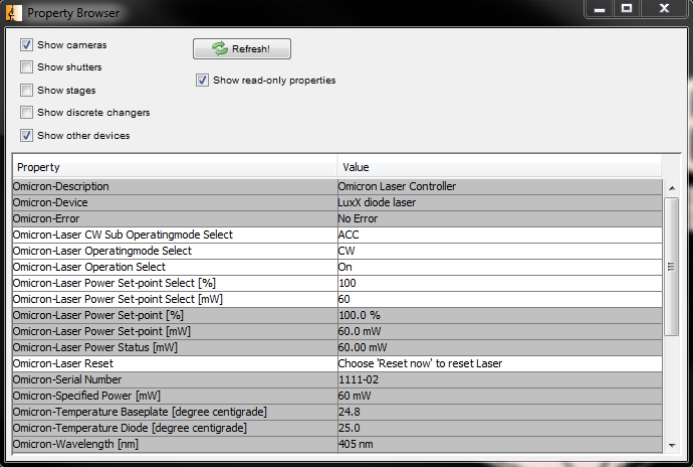 Property Browser
Show cameras
Refresh!
Show shutters
Show read-only properties
Show stages
Show discrete changers
Show other devices
Property Value
Omicron-Description Omicron Laser Controller
Omicron-Device LuxX diode laser
Omicron-Error No Error
Omicron-Laser CW Sub Operatingmode Select ACC
Omicron-Laser Operatingmode Select CW
Omicron-Laser Operation Select On
Omicron-Laser Power Set-point Select [%] 100
Omicron-Laser Power Set-point Select [mW] 60
Omicron-Laser Power Set-point [%] 100.0 %
Omicron-Laser Power Set-point [mW] 60.0 mW
Omicron-Laser Power Status [mW] 60.00 mW
Omicron-Laser Reset Choose 'Reset now' to reset Laser
Omicron-Serial Number 1111-02
Omicron-Specified Power [mW] 60 mW
Omicron-Temperature Baseplate [degree centigrade] 24.8
Omicron-Temperature Diode [degree centigrade] 25.0
Omicron-Wavelength [nm] 405 nm